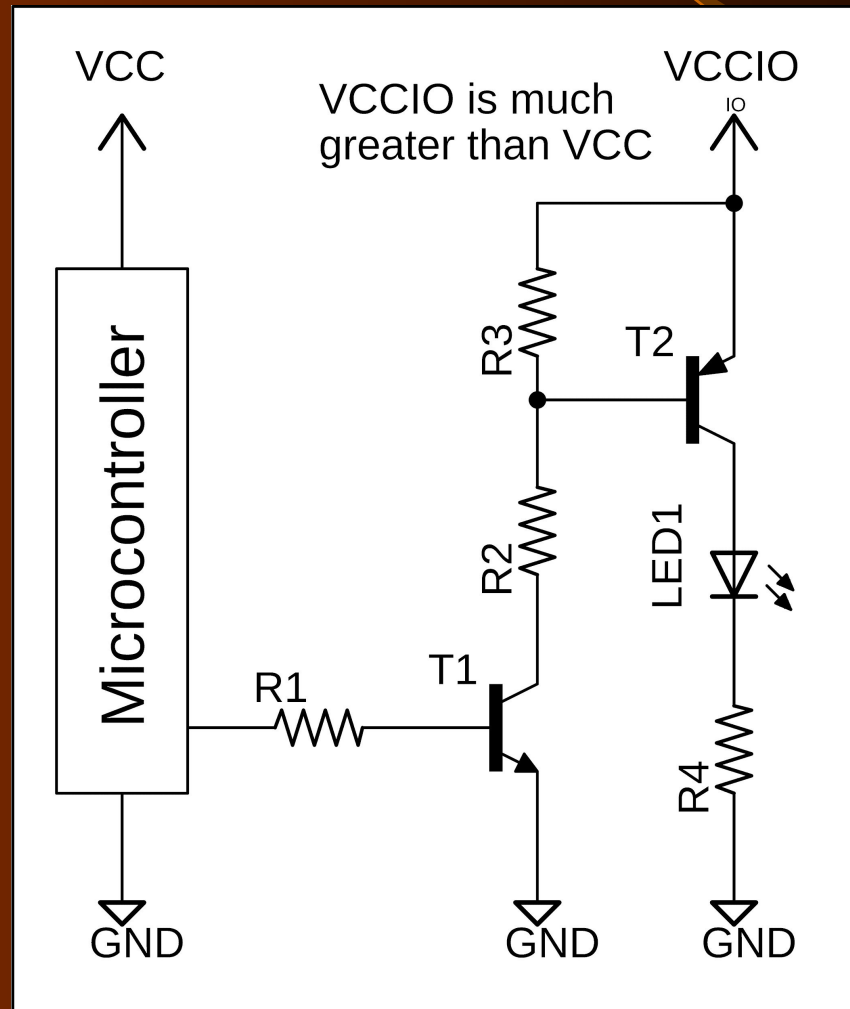 VCC
VCCIO is much
greater than VCC
VCCIO
IO
R3
T2
Microcontroller
R2
LED1
T1
R1
R4
GND
GND
GND